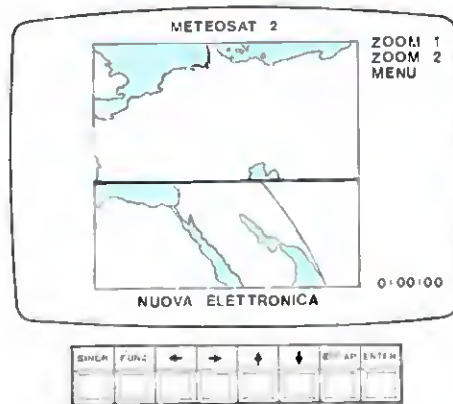 METEOSAT 2
ZOOM 1
ZOOM 2
MENU
0:00:00
NUOVA ELETTRONICA
FUNZ ← → ↑ ↓ ENTER